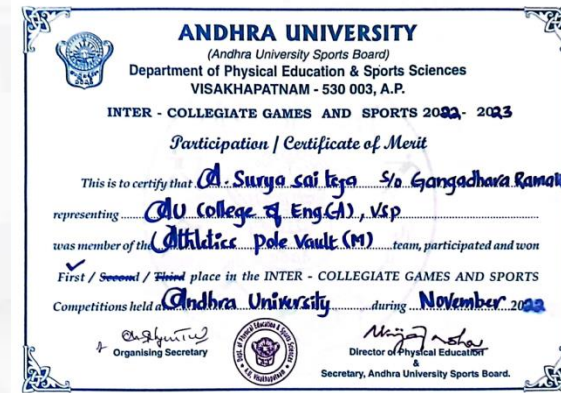 ANDHRA UNIVERSITY
(Andhra University Sports Board)
Department of Physical Education & Sports Sciences
VISAKHAPATNAM - 530 003, A.P.
INTER - COLLEGIATE GAMES AND SPORTS 2022- 2023
Participation / Certificate of Merit
This is to certify that A. Surya sai teja S/o Gangadhara Ramalu
representing AU College of Eng(A), VSP
was member of the Athletics pole vault (M) team, participated and won
First / Second / Third place in the INTER - COLLEGIATE GAMES AND SPORTS
Competitions held at Andhra University during November 2022
Organising Secretary
Director of Physical Education
&
Secretary, Andhra University Sports Board.